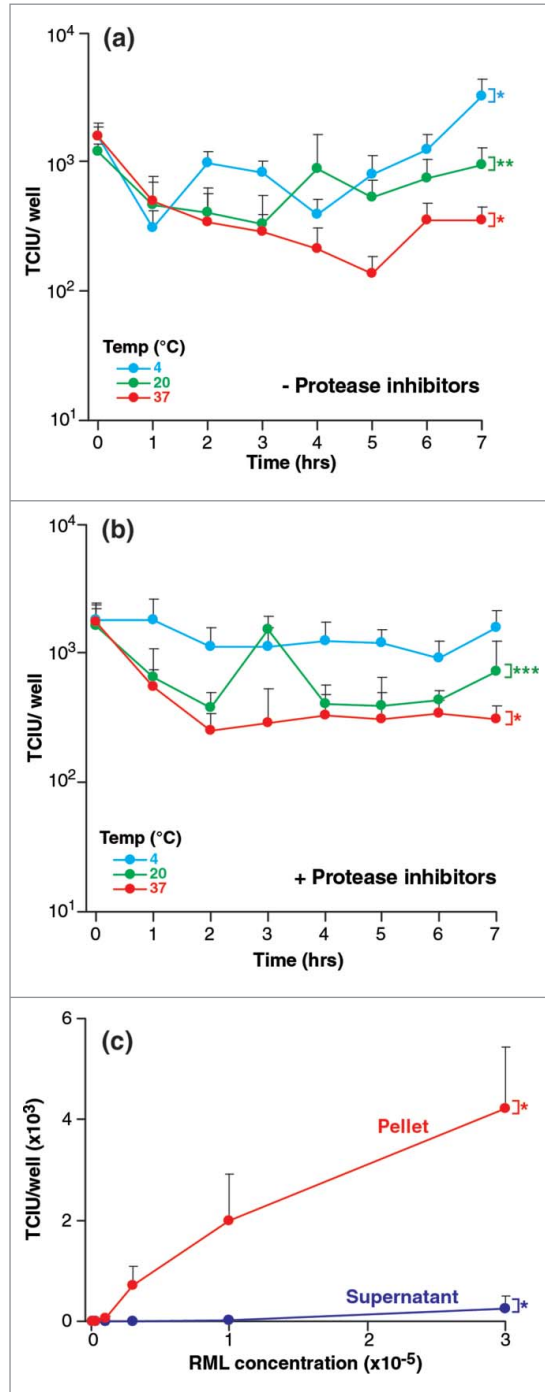 (a)
10⁴
10³
10²
10¹
TCIU/ well
*
**
*
Temp (°C)
4
20
37
- Protease inhibitors
0 1 2 3 4 5 6 7
Time (hrs)
(b)
10⁴
10³
10²
10¹
TCIU/ well
***
*
Temp (°C)
4
20
37
+ Protease inhibitors
0 1 2 3 4 5 6 7
Time (hrs)
(c)
6
4
2
0
TCIU/well (x10³)
Pellet
*
Supernatant
*
0 1 2 3
RML concentration (x10⁻⁵)